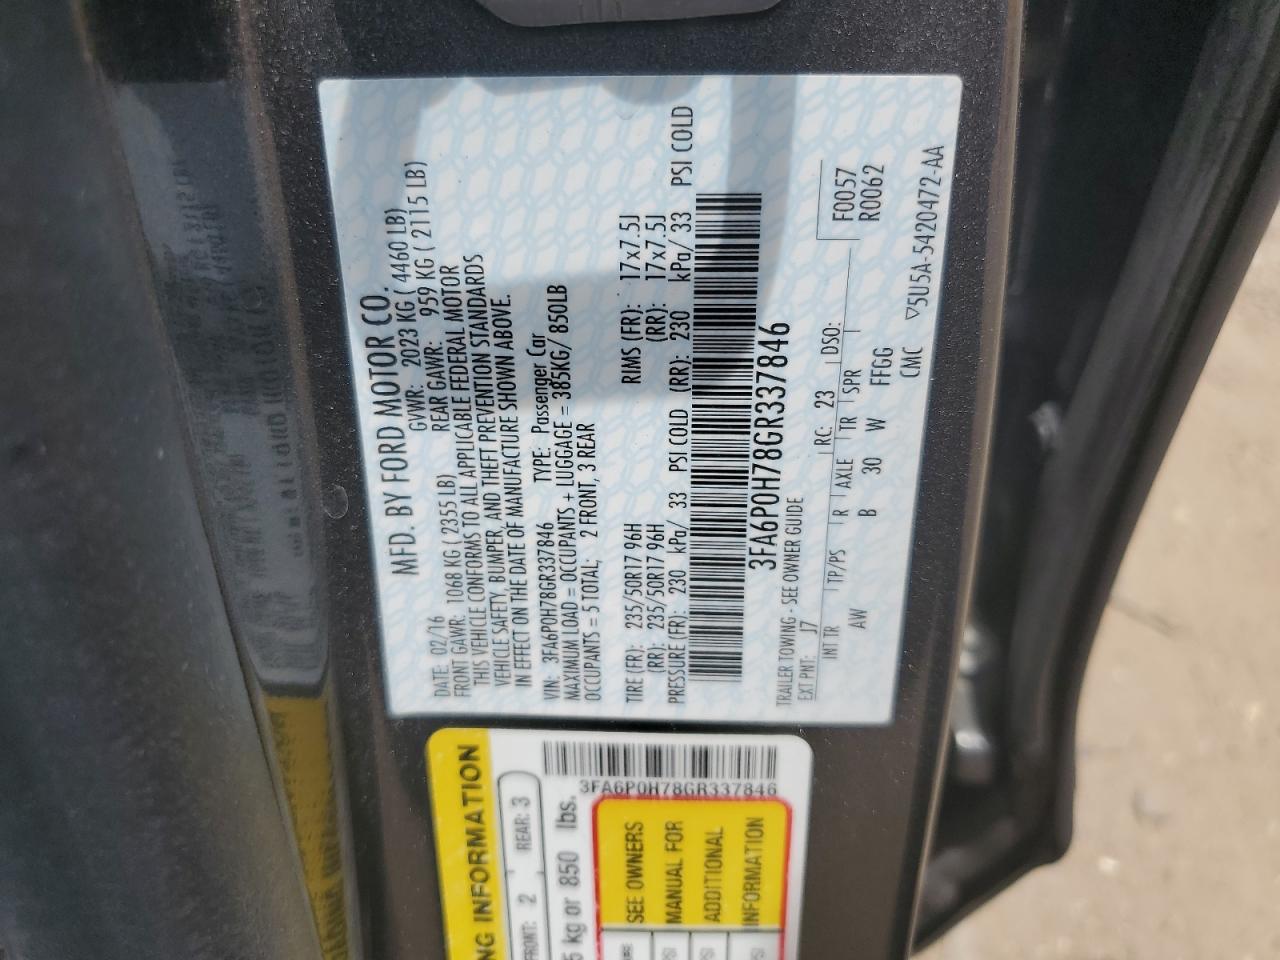 MFD. BY FORD MOTOR CO.
DATE: 02/16 GVWR: 2023 KG ( 4460 LB)
FRONT GAWR: 1068 KG ( 2355 LB) REAR GAWR: 959 KG ( 2115 LB)
THIS VEHICLE CONFORMS TO ALL APPLICABLE FEDERAL MOTOR
VEHICLE SAFETY, BUMPER, AND THEFT PREVENTION STANDARDS
IN EFFECT ON THE DATE OF MANUFACTURE SHOWN ABOVE.
VIN: 3FA6P0H78GR337846 TYPE: Passenger Car
MAXIMUM LOAD = OCCUPANTS + LUGGAGE = 385KG/ 850LB
OCCUPANTS = 5 TOTAL: 2 FRONT, 3 REAR
TIRE (FR): 235/50R17 96H RIMS (FR): 17x7.5J
(RR): 235/50R17 96H (RR): 17x7.5J
PRESSURE (FR): 230 kPa/ 33 PSI COLD (RR): 230 kPa/ 33 PSI COLD
3FA6P0H78GR337846
TRAILER TOWING - SEE OWNER GUIDE
EXT PNT: J7 RC: 23 DSO: F0057
INT TR TP/PS R AXLE TR SPR R0062
AW B 30 W FFGG
CMC ▽5U5A-5420472-AA
NG INFORMATION
FRONT: 2 REAR: 3
kg or 850 lbs.
3FA6P0H78GR337846
SEE OWNERS
MANUAL FOR
ADDITIONAL
INFORMATION